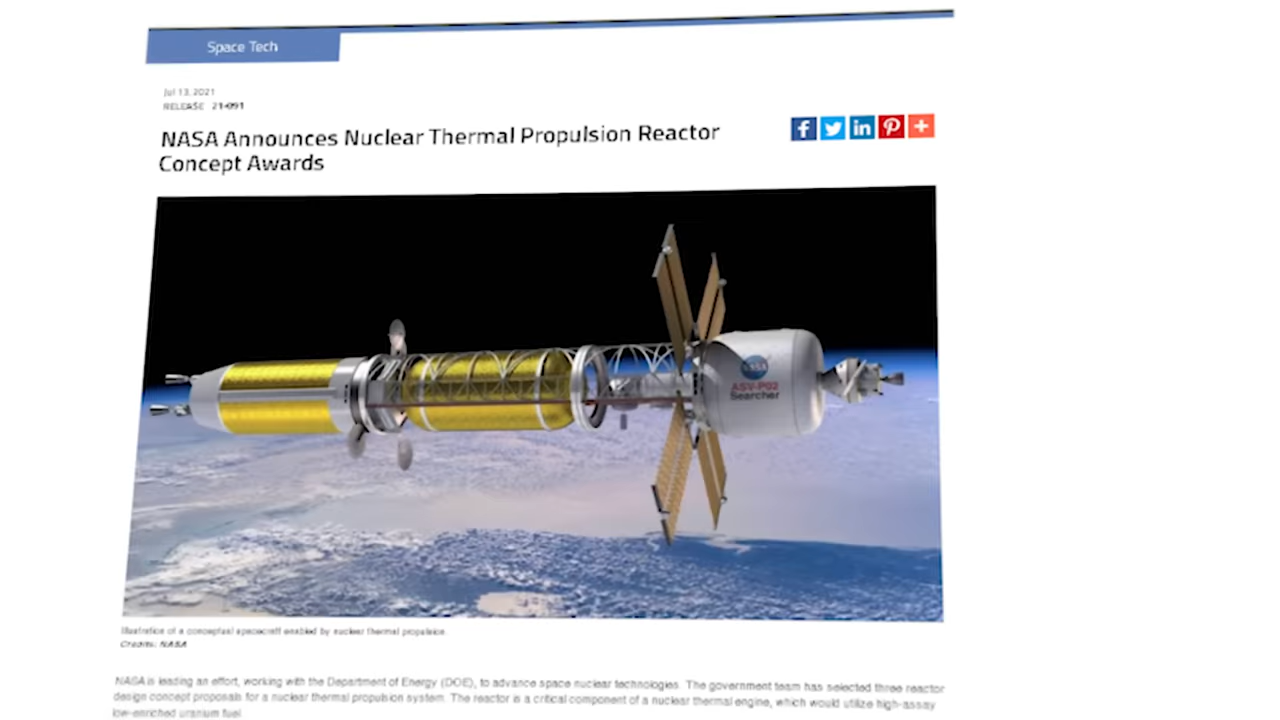 Space Tech
Jul 13, 2021
RELEASE 21-091
NASA Announces Nuclear Thermal Propulsion Reactor
Concept Awards
NASA
ASV-P02
Searcher
Illustration of a conceptual spacecraft enabled by nuclear thermal propulsion
Credits: NASA
NASA is leading an effort, working with the Department of Energy (DOE), to advance space nuclear technologies. The government team has selected three reactor
design concept proposals for a nuclear thermal propulsion system. The reactor is a critical component of a nuclear thermal engine, which would utilize high-assay
low-enriched uranium fuel